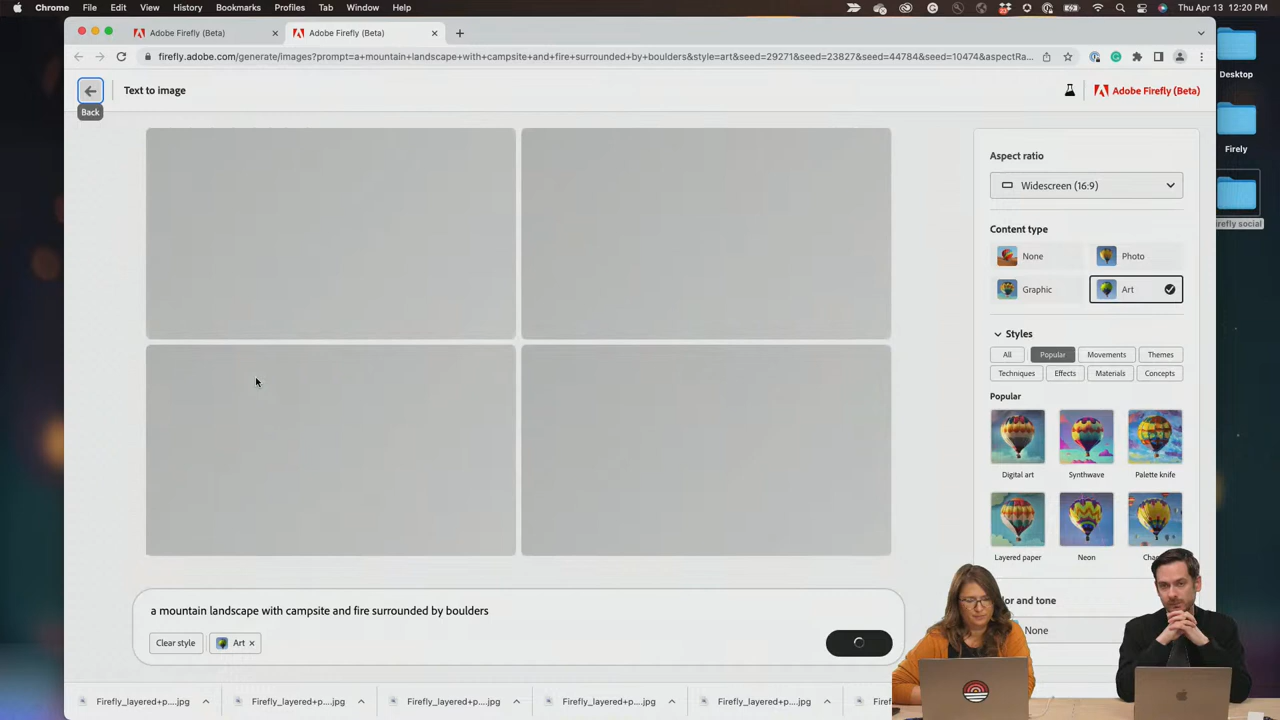 Chrome File Edit View History Bookmarks Profiles Tab Window Help Thu Apr 13 12:20 PM
Adobe Firefly (Beta) Adobe Firefly (Beta)
firefly.adobe.com/generate/images?prompt=a+mountain+landscape+with+campsite+and+fire+surrounded+by+boulders&style=art&seed=29271&seed=23827&seed=44784&seed=10474&aspectRa...
Desktop
Text to image
Adobe Firefly (Beta)
Back
Firely
Aspect ratio
Widescreen (16:9)
irefly social
Content type
None Photo
Graphic Art
Styles
All Popular Movements Themes
Techniques Effects Materials Concepts
Popular
Digital art Synthwave Palette knife
Layered paper Neon
olor and tone
None
a mountain landscape with campsite and fire surrounded by boulders
Clear style Art
Firefly_layered+p....jpef Firefly_layered+p....jpg Firefly_layered+p....jpg Firefly_layered+p....jpg Firefly_layered+p....jpg